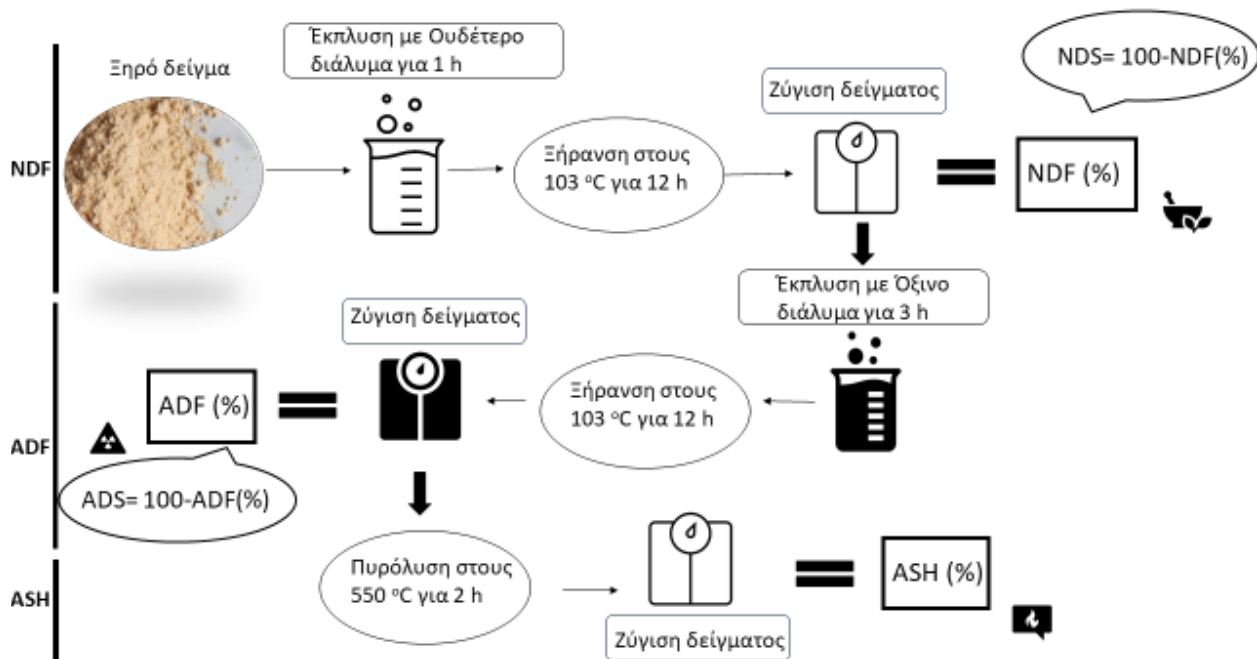 NDF
Ξηρό δείγμα
Έκπλυση με Ουδέτερο
διάλυμα για 1 h
Ξήρανση στους
103 °C για 12 h
Ζύγιση δείγματος
NDS= 100-NDF(%)
NDF (%)
Έκπλυση με Όξινο
διάλυμα για 3 h
ADF
Ξήρανση στους
103 °C για 12 h
Ζύγιση δείγματος
ADF (%)
ADS= 100-ADF(%)
ASH
Πυρόλυση στους
550 °C για 2 h
Ζύγιση δείγματος
ASH (%)